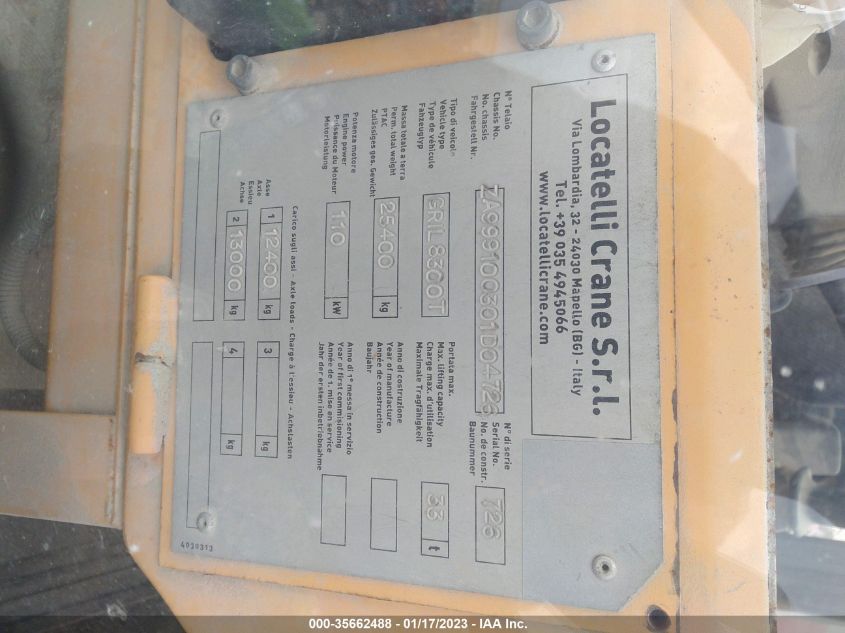 Locatelli Crane S.r.l.
Via Lombardia, 32 - 24030 Mapello (BG) - Italy
Tel. +39 035 4945066
www.locatellicrane.com
N° Telaio
Chassis No.
No. chassis
Fahrgestell Nr.
ZA999100301D04726
N° di serie
Serial No.
No. de constr.
Baunummer
726
Tipo di veicolo
Vehicle type
Type de véhicule
Fahrzeugtyp
GRIL 8300T
Portata max.
Max. lifting capacity
Charge max. d'utilisation
Maximale Tragfähigkeit
33 t
Massa totale a terra
Perm. total weight
PTAC
Zulässiges ges. Gewicht
25400 kg
Anno di costruzione
Year of manufacture
Année de construction
Baujahr
Potenza motore
Engine power
Puissance du Moteur
Motorleistung
110 kW
Anno di 1° messa in servizio
Year of first commisioning
Année de 1. mise en service
Jahr der ersten inbetriebnahme
Carico sugli assi - Axle loads - Charge à l'essieu - Achslasten
Asse
Axle
Essieu
Achse
1 12400 kg
3 kg
2 13000 kg
4 kg
4030313
000-35662488 - 01/17/2023 - IAA Inc.